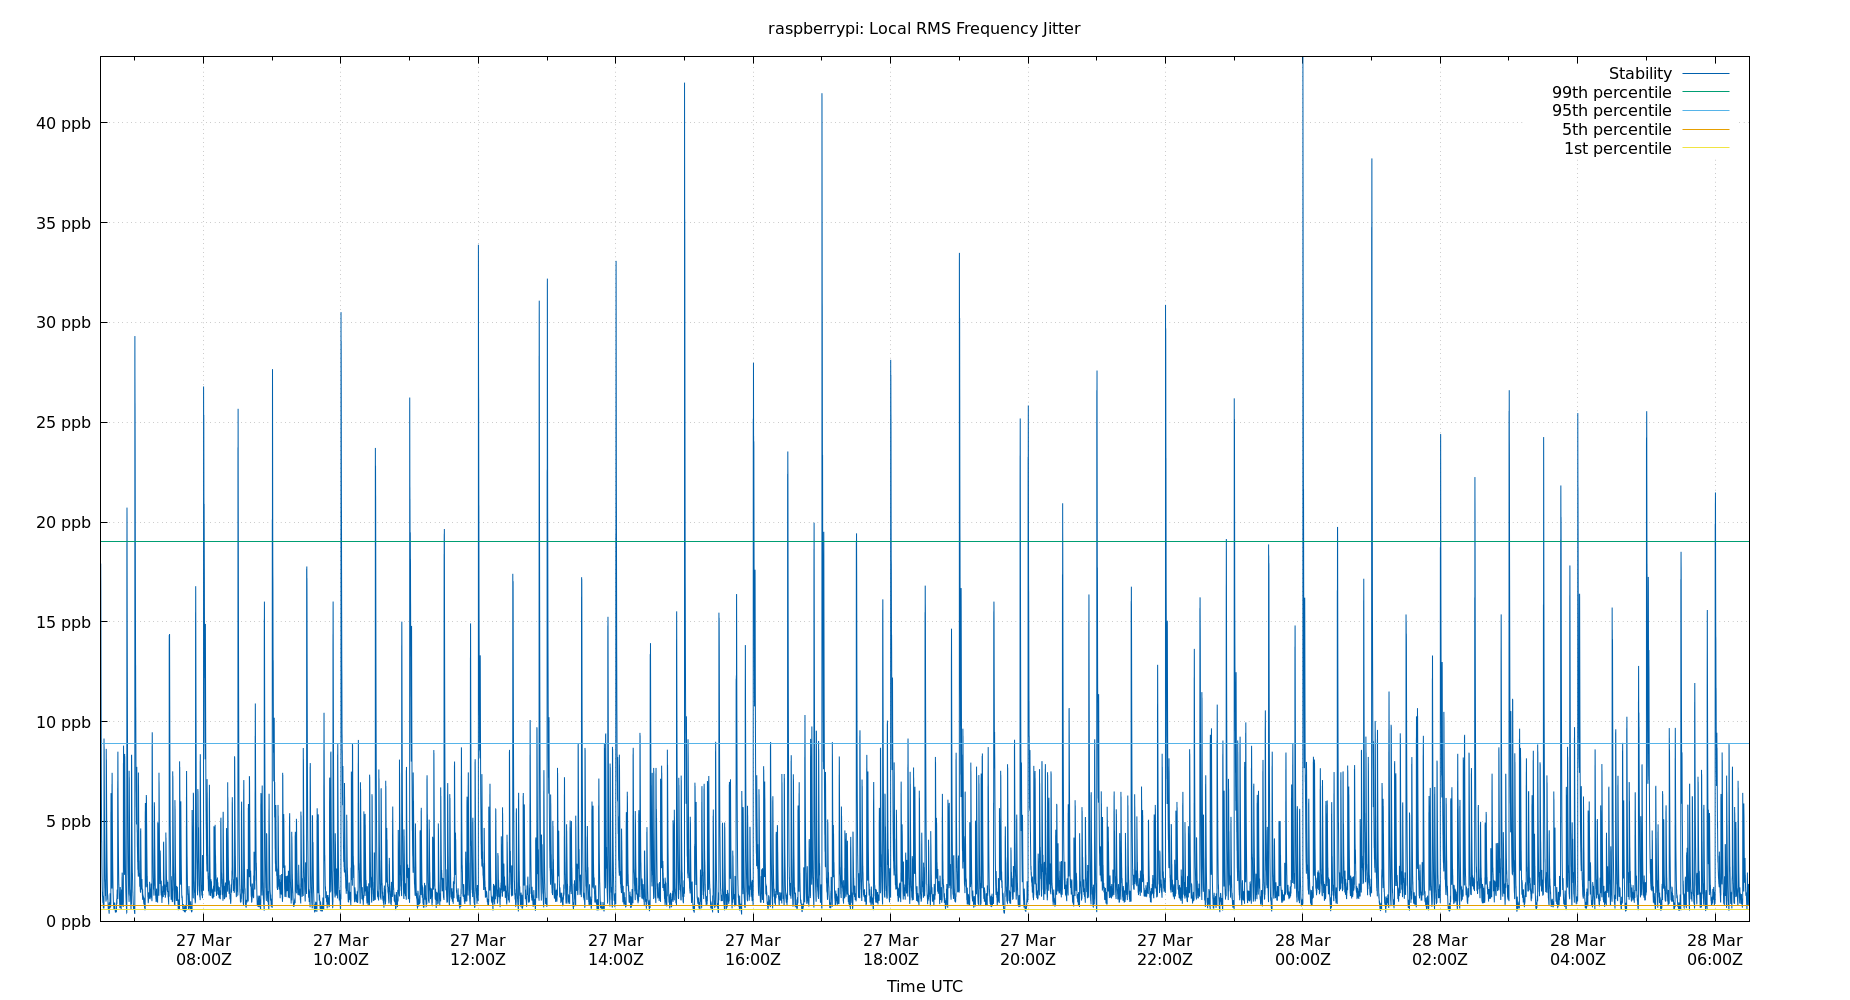 raspberrypi: Local RMS Frequency Jitter
Stability
99th percentile
95th percentile
5th percentile
1st percentile
40 ppb
35 ppb
30 ppb
25 ppb
20 ppb
15 ppb
10 ppb
5 ppb
0 ppb
27 Mar 27 Mar 27 Mar 27 Mar 27 Mar 27 Mar 27 Mar 27 Mar 28 Mar 28 Mar 28 Mar 28 Mar
08:00Z 10:00Z 12:00Z 14:00Z 16:00Z 18:00Z 20:00Z 22:00Z 00:00Z 02:00Z 04:00Z 06:00Z
Time UTC